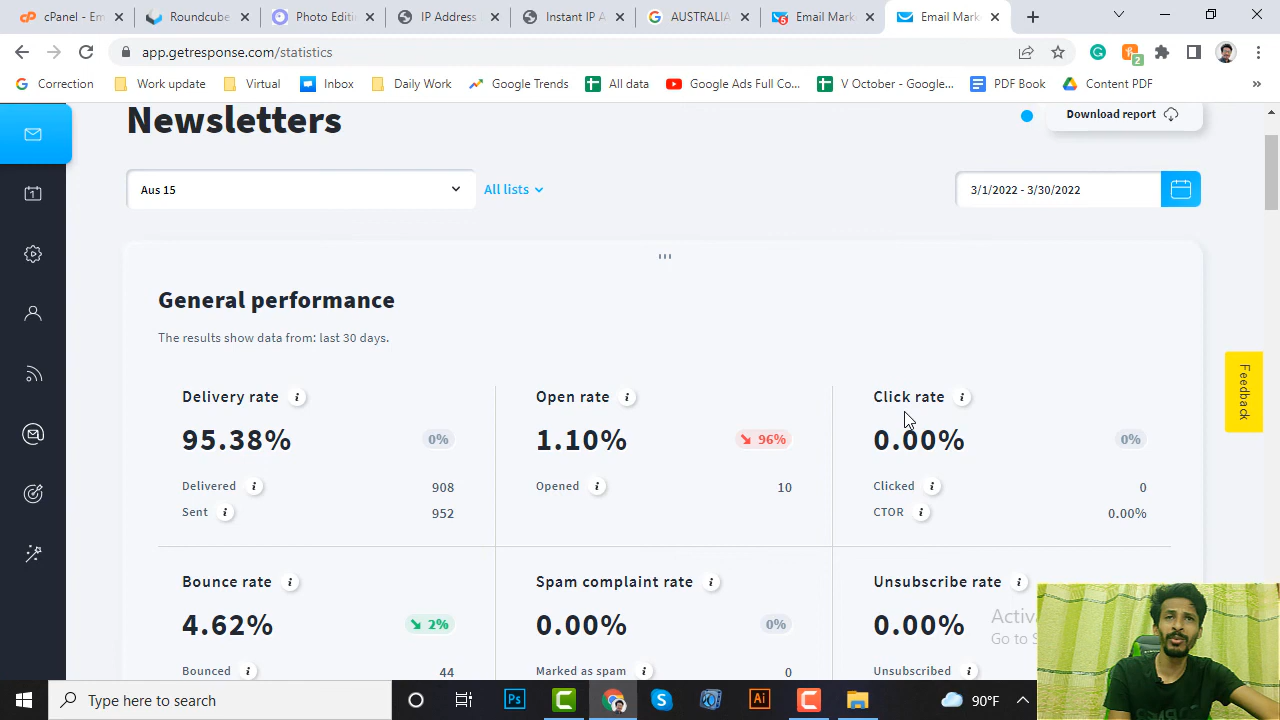 cPanel - Em
Roundcube
Photo Editi
IP Address
Instant IP A
AUSTRALIA
Email Mark
Email Mark
app.getresponse.com/statistics
Correction
Work update
Virtual
Inbox
Daily Work
Google Trends
All data
Google Ads Full Co...
V October - Google...
PDF Book
Content PDF
Newsletters
Download report
Aus 15
All lists
3/1/2022 - 3/30/2022
General performance
The results show data from: last 30 days.
Delivery rate
95.38%
0%
Delivered
908
Sent
952
Open rate
1.10%
96%
Opened
10
Click rate
0.00%
0%
Clicked
0
CTOR
0.00%
Bounce rate
4.62%
2%
Bounced
44
Spam complaint rate
0.00%
0%
Marked as spam
0
Unsubscribe rate
0.00%
Unsubscribed
Feedback
Activ
Go to S
Type here to search
90°F